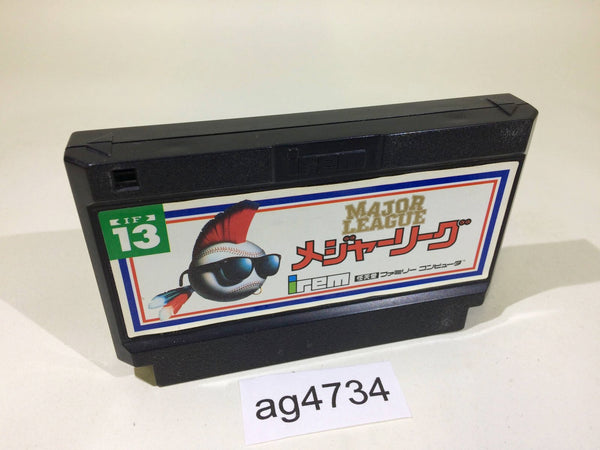 IF
13
MAJOR
LEAGUE
メジャーリーグ
irem
任天堂 ファミリー コンピュータ
ag4734